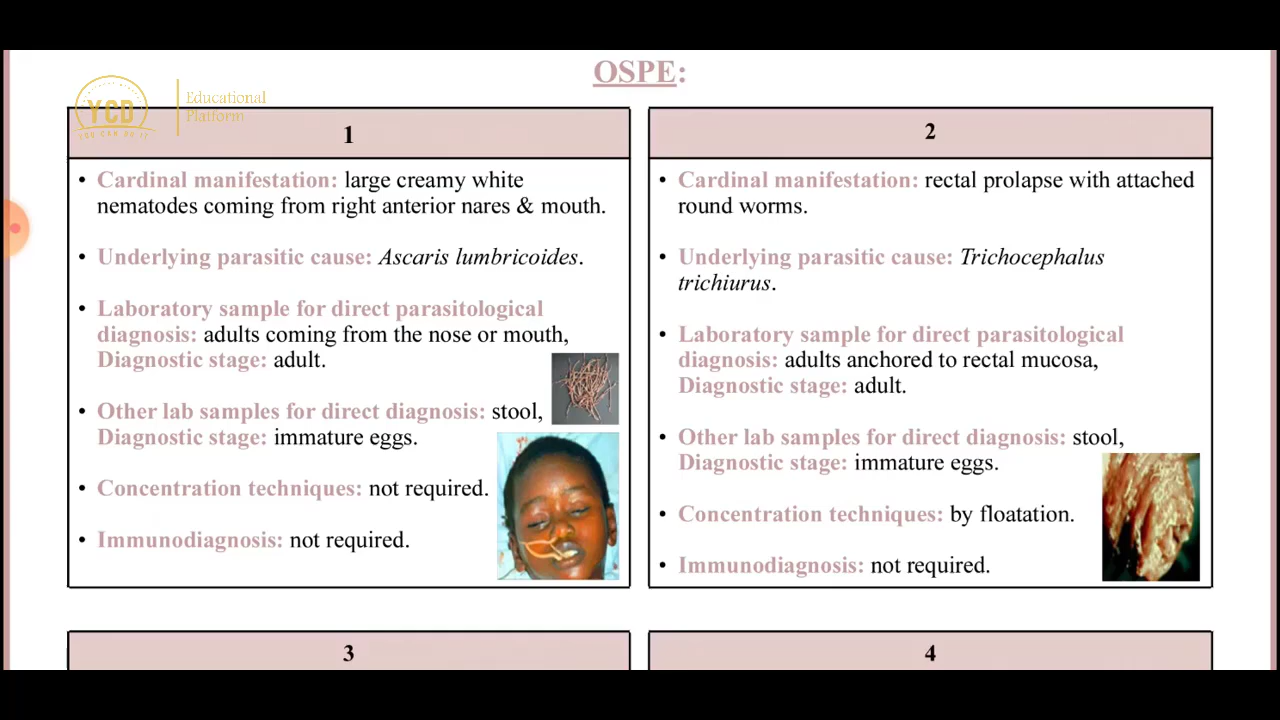 OSPE:
YCD
YOU CAN DO IT
Educational
Platform
1
• Cardinal manifestation: large creamy white
nematodes coming from right anterior nares & mouth.
• Underlying parasitic cause: Ascaris lumbricoides.
• Laboratory sample for direct parasitological
diagnosis: adults coming from the nose or mouth,
Diagnostic stage: adult.
• Other lab samples for direct diagnosis: stool,
Diagnostic stage: immature eggs.
• Concentration techniques: not required.
• Immunodiagnosis: not required.
2
• Cardinal manifestation: rectal prolapse with attached
round worms.
• Underlying parasitic cause: Trichocephalus
trichiurus.
• Laboratory sample for direct parasitological
diagnosis: adults anchored to rectal mucosa,
Diagnostic stage: adult.
• Other lab samples for direct diagnosis: stool,
Diagnostic stage: immature eggs.
• Concentration techniques: by floatation.
• Immunodiagnosis: not required.
3
4